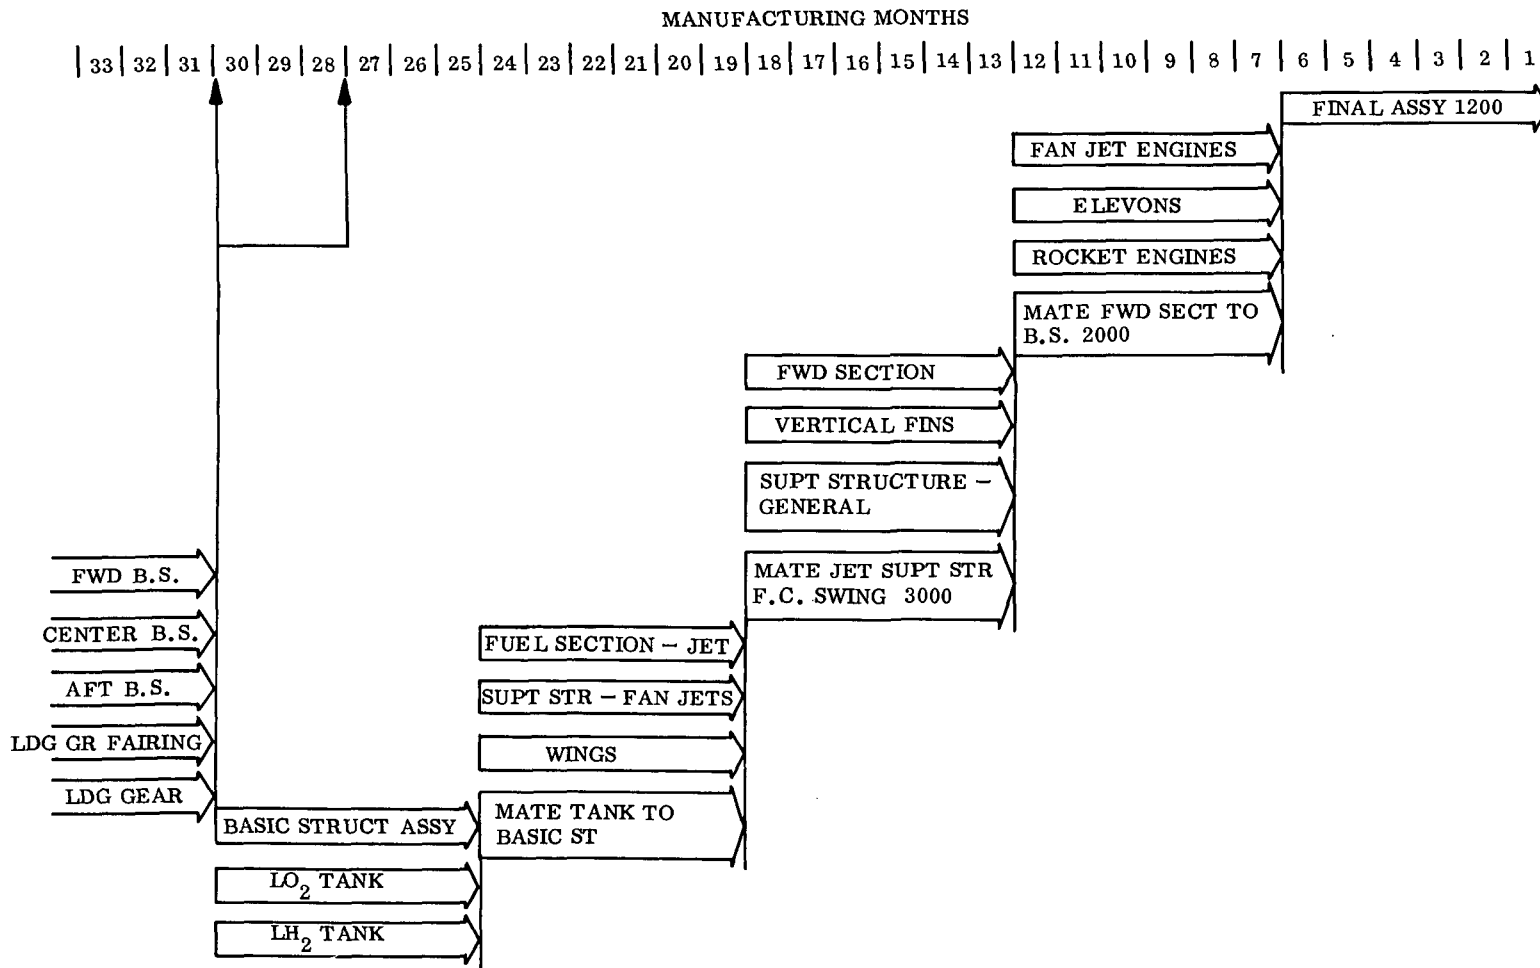 MANUFACTURING MONTHS
33 32 31 30 29 28 27 26 25 24 23 22 21 20 19 18 17 16 15 14 13 12 11 10 9 8 7 6 5 4 3 2 1
FINAL ASSY 1200
FAN JET ENGINES
ELEVONS
ROCKET ENGINES
MATE FWD SECT TO
B.S. 2000
FWD SECTION
VERTICAL FINS
SUPT STRUCTURE –
GENERAL
MATE JET SUPT STR
F.C. SWING 3000
FWD B.S.
CENTER B.S.
AFT B.S.
LDG GR FAIRING
LDG GEAR
FUEL SECTION – JET
SUPT STR – FAN JETS
WINGS
MATE TANK TO
BASIC ST
BASIC STRUCT ASSY
LO2 TANK
LH2 TANK